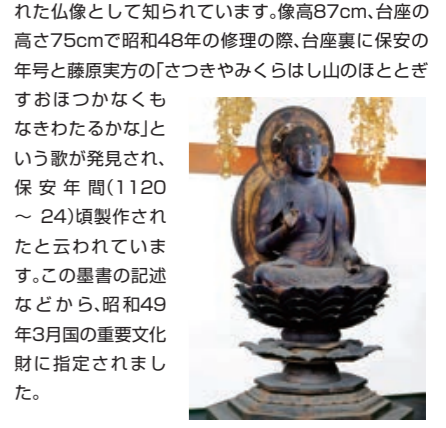 れた仏像として知られています。像高87cm、台座の
高さ75cmで昭和48年の修理の際、台座裏に保安の
年号と藤原実方の「さつきやみくらはし山のほととぎ
すおほつかなくも
なきわたるかな」と
いう歌が発見され、
保安年間(1120
～24)頃製作され
たと云われていま
す。この墨書の記述
などから、昭和49
年3月国の重要文化
財に指定されまし
た。